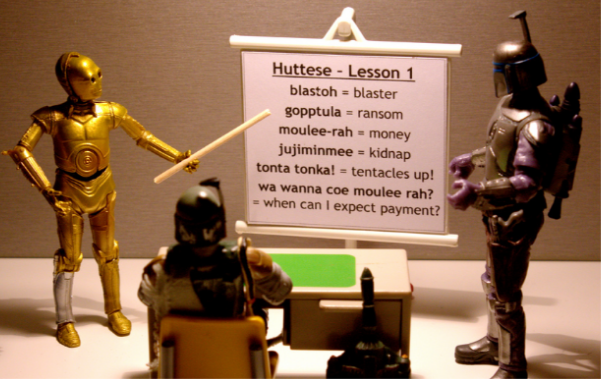 Huttese - Lesson 1
blastoh = blaster
gopptula = ransom
moulee-rah = money
jujiminmee = kidnap
tonta tonka! = tentacles up!
wa wanna coe moulee rah?
= when can I expect payment?